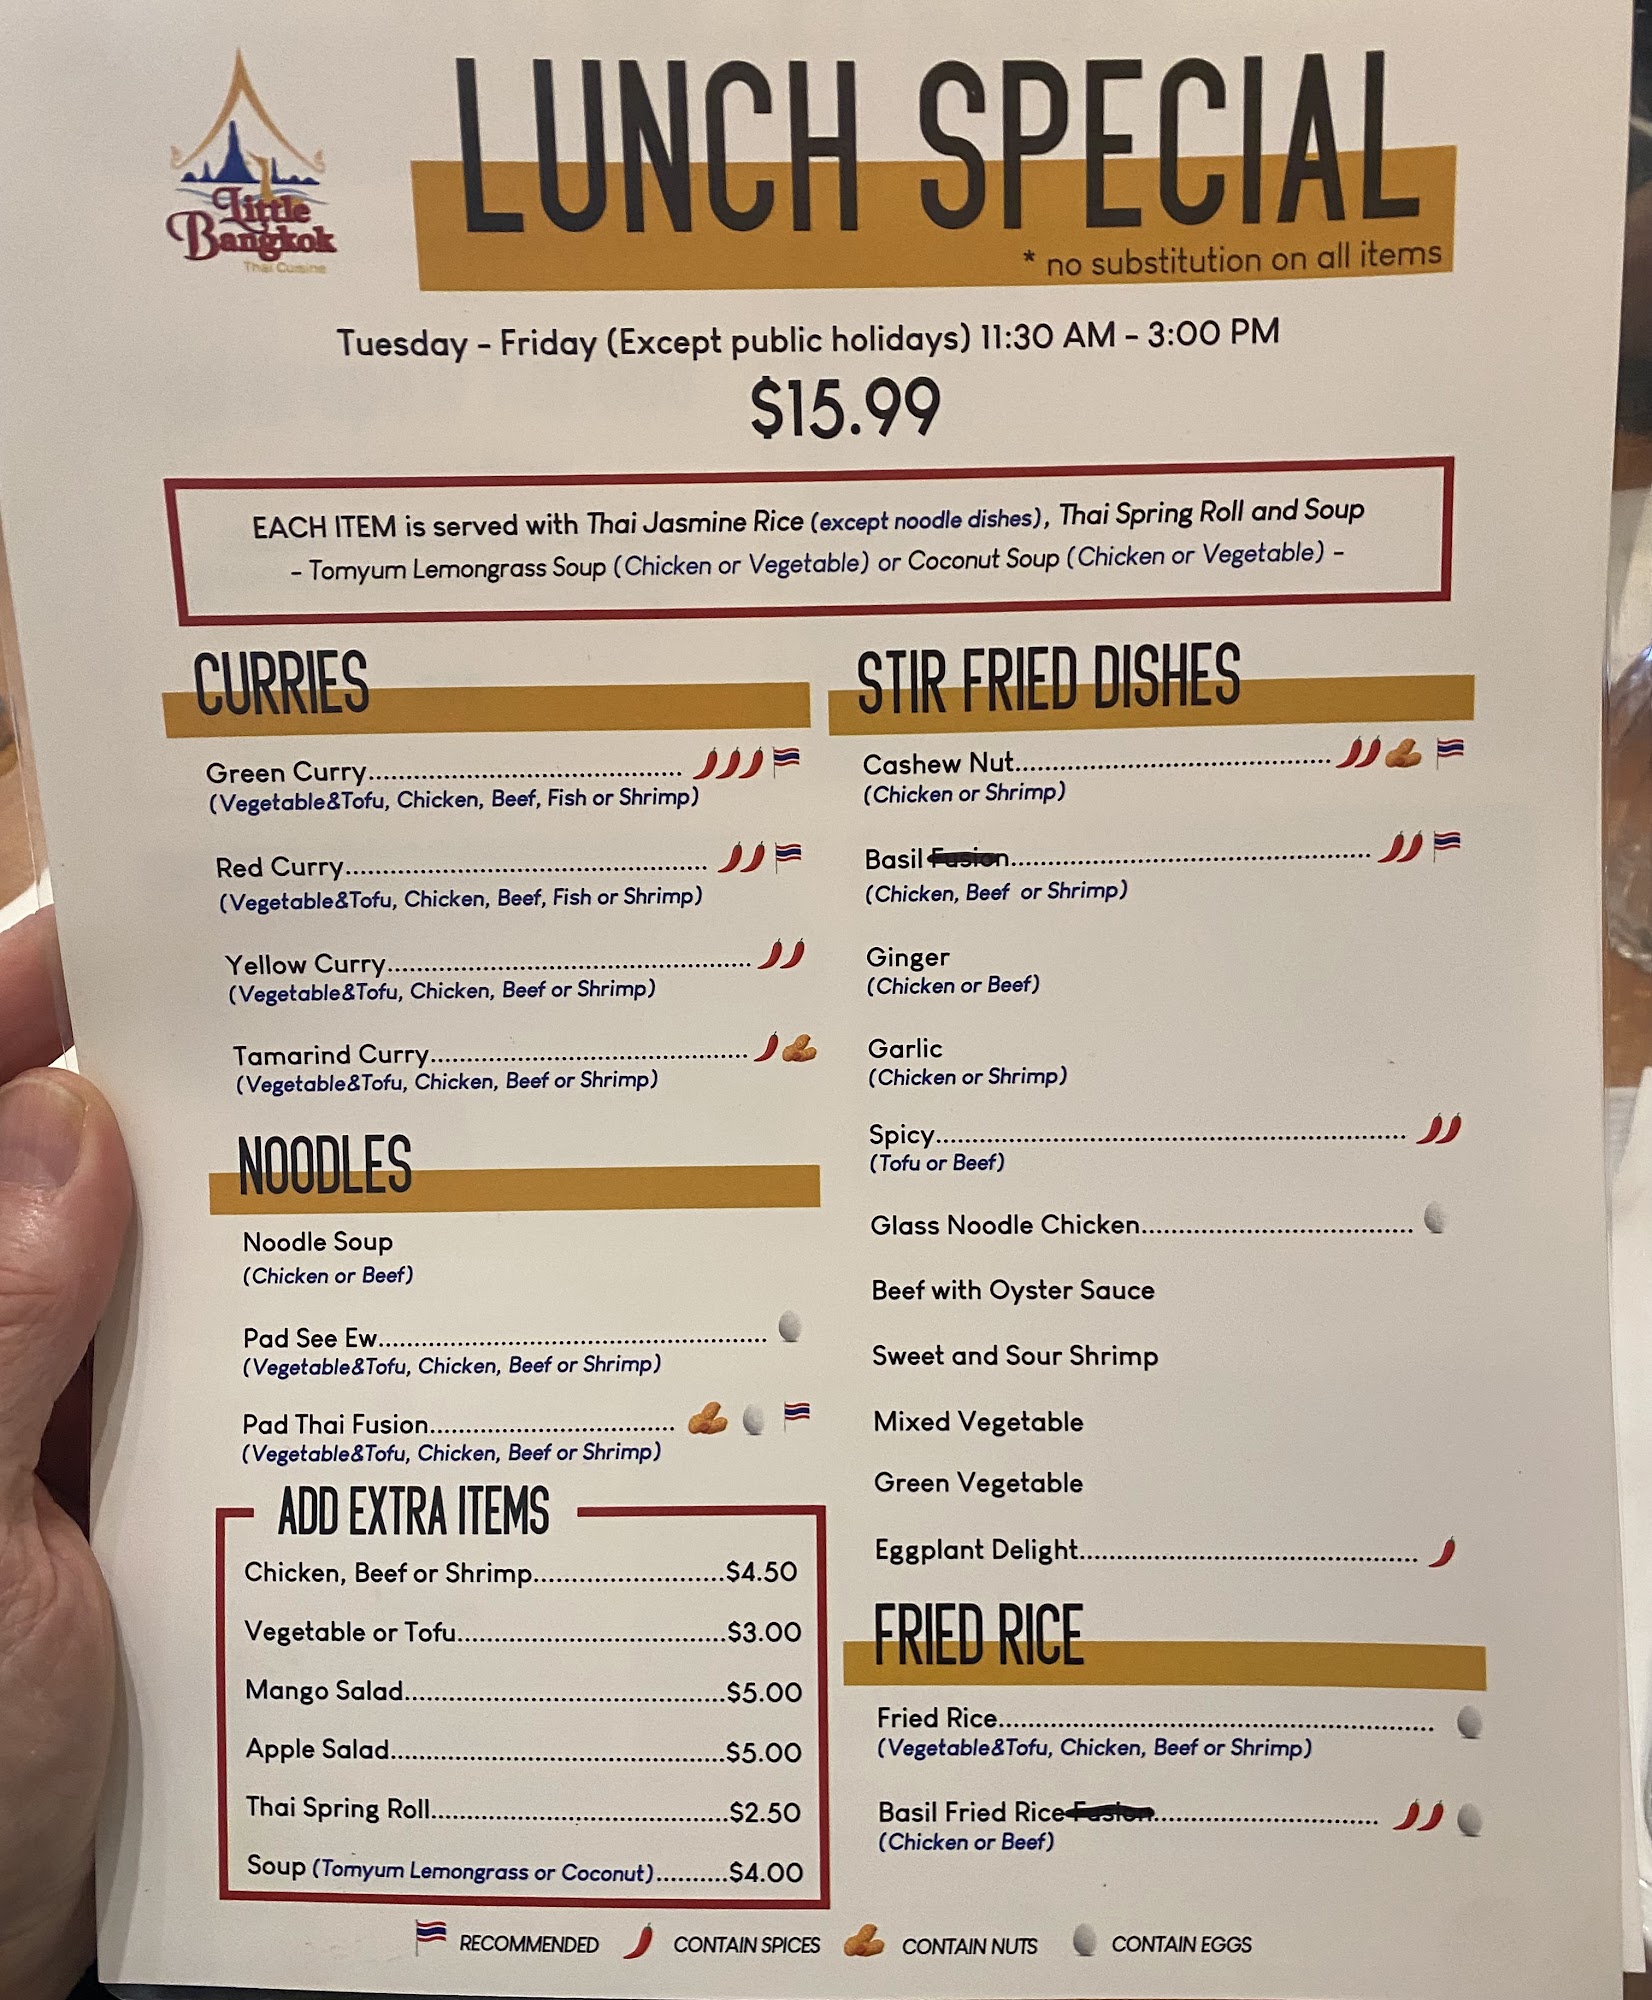 Little
Bangkok
Thai Cuisine
LUNCH SPECIAL
* no substitution on all items
Tuesday - Friday (Except public holidays) 11:30 AM - 3:00 PM
$15.99
EACH ITEM is served with Thai Jasmine Rice (except noodle dishes), Thai Spring Roll and Soup
- Tomyum Lemongrass Soup (Chicken or Vegetable) or Coconut Soup (Chicken or Vegetable) -
CURRIES
Green Curry
(Vegetable&Tofu, Chicken, Beef, Fish or Shrimp)
Red Curry
(Vegetable&Tofu, Chicken, Beef, Fish or Shrimp)
Yellow Curry
(Vegetable&Tofu, Chicken, Beef or Shrimp)
Tamarind Curry
(Vegetable&Tofu, Chicken, Beef or Shrimp)
NOODLES
Noodle Soup
(Chicken or Beef)
Pad See Ew
(Vegetable&Tofu, Chicken, Beef or Shrimp)
Pad Thai Fusion
(Vegetable&Tofu, Chicken, Beef or Shrimp)
ADD EXTRA ITEMS
Chicken, Beef or Shrimp $4.50
Vegetable or Tofu $3.00
Mango Salad $5.00
Apple Salad $5.00
Thai Spring Roll $2.50
Soup (Tomyum Lemongrass or Coconut) $4.00
STIR FRIED DISHES
Cashew Nut
(Chicken or Shrimp)
Basil Fusion
(Chicken, Beef or Shrimp)
Ginger
(Chicken or Beef)
Garlic
(Chicken or Shrimp)
Spicy
(Tofu or Beef)
Glass Noodle Chicken
Beef with Oyster Sauce
Sweet and Sour Shrimp
Mixed Vegetable
Green Vegetable
Eggplant Delight
FRIED RICE
Fried Rice
(Vegetable&Tofu, Chicken, Beef or Shrimp)
Basil Fried Rice Fusion
(Chicken or Beef)
RECOMMENDED CONTAIN SPICES CONTAIN NUTS CONTAIN EGGS